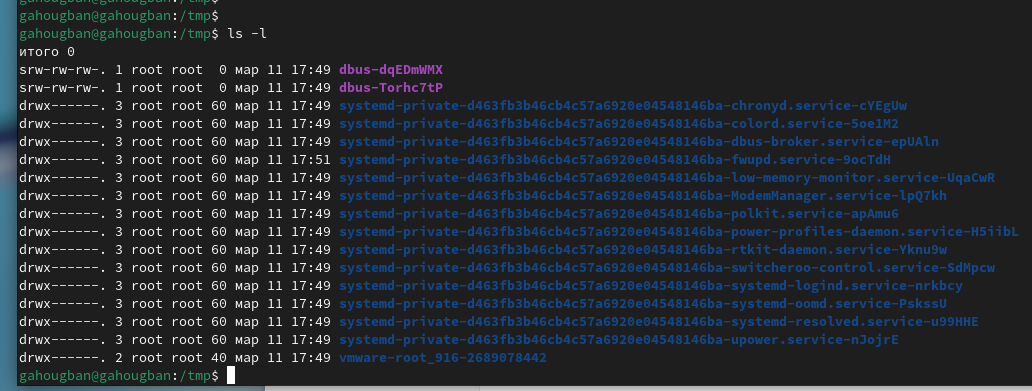 gahougban@gahougban:/tmp$
gahougban@gahougban:/tmp$
gahougban@gahougban:/tmp$ ls -l
итого 0
srw-rw-rw-. 1 root root  0 мар 11 17:49 dbus-dqEDmWMX
srw-rw-rw-. 1 root root  0 мар 11 17:49 dbus-Torhc7tP
drwx------. 3 root root 60 мар 11 17:49 systemd-private-d463fb3b46cb4c57a6920e04548146ba-chronyd.service-cYEgUw
drwx------. 3 root root 60 мар 11 17:49 systemd-private-d463fb3b46cb4c57a6920e04548146ba-colord.service-5oe1M2
drwx------. 3 root root 60 мар 11 17:49 systemd-private-d463fb3b46cb4c57a6920e04548146ba-dbus-broker.service-epUAln
drwx------. 3 root root 60 мар 11 17:51 systemd-private-d463fb3b46cb4c57a6920e04548146ba-fwupd.service-9ocTdH
drwx------. 3 root root 60 мар 11 17:49 systemd-private-d463fb3b46cb4c57a6920e04548146ba-low-memory-monitor.service-UqaCwR
drwx------. 3 root root 60 мар 11 17:49 systemd-private-d463fb3b46cb4c57a6920e04548146ba-ModemManager.service-lpQ7kh
drwx------. 3 root root 60 мар 11 17:49 systemd-private-d463fb3b46cb4c57a6920e04548146ba-polkit.service-apAmu6
drwx------. 3 root root 60 мар 11 17:49 systemd-private-d463fb3b46cb4c57a6920e04548146ba-power-profiles-daemon.service-H5iibL
drwx------. 3 root root 60 мар 11 17:49 systemd-private-d463fb3b46cb4c57a6920e04548146ba-rtkit-daemon.service-Yknu9w
drwx------. 3 root root 60 мар 11 17:49 systemd-private-d463fb3b46cb4c57a6920e04548146ba-switcheroo-control.service-SdMpcw
drwx------. 3 root root 60 мар 11 17:49 systemd-private-d463fb3b46cb4c57a6920e04548146ba-systemd-logind.service-nrkbcy
drwx------. 3 root root 60 мар 11 17:49 systemd-private-d463fb3b46cb4c57a6920e04548146ba-systemd-oomd.service-PskssU
drwx------. 3 root root 60 мар 11 17:49 systemd-private-d463fb3b46cb4c57a6920e04548146ba-systemd-resolved.service-u99HHE
drwx------. 3 root root 60 мар 11 17:49 systemd-private-d463fb3b46cb4c57a6920e04548146ba-upower.service-nJojrE
drwx------. 2 root root 40 мар 11 17:49 vmware-root_916-2689078442
gahougban@gahougban:/tmp$